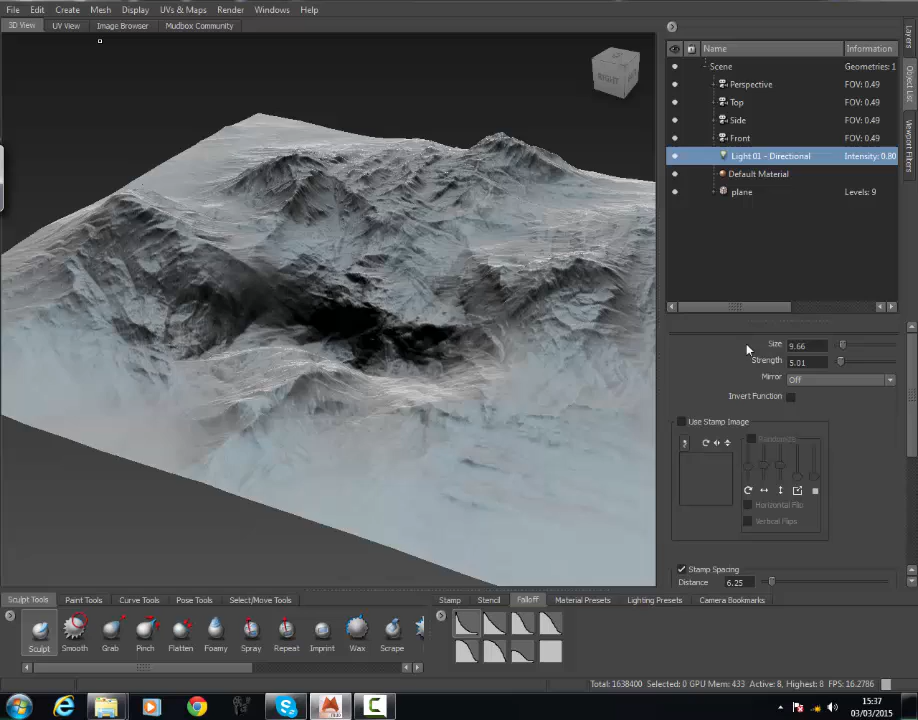 File Edit Create Mesh Display UVs & Maps Render Windows Help
3D View UV View Image Browser Mudbox Community
Name Information
Scene Geometries: 1
Perspective FOV: 0.49
Top FOV: 0.49
Side FOV: 0.49
Front FOV: 0.49
Light 01 - Directional Intensity: 0.80
Default Material
plane Levels: 9
Layers
Object List
Viewport Filters
RIGHT
Size 9.66
Strength 5.01
Mirror Off
Invert Function
Use Stamp Image
Randomize
Horizontal Flip
Vertical Flips
Stamp Spacing
Distance 6.25
Sculpt Tools Paint Tools Curve Tools Pose Tools Select/Move Tools
Stamp Stencil Falloff Material Presets Lighting Presets Camera Bookmarks
Sculpt Smooth Grab Pinch Flatten Foamy Spray Repeat Imprint Wax Scrape
Total: 1638400 Selected: 0 GPU Mem: 433 Active: 8, Highest: 8 FPS: 16.2786
15:37
03/03/2015